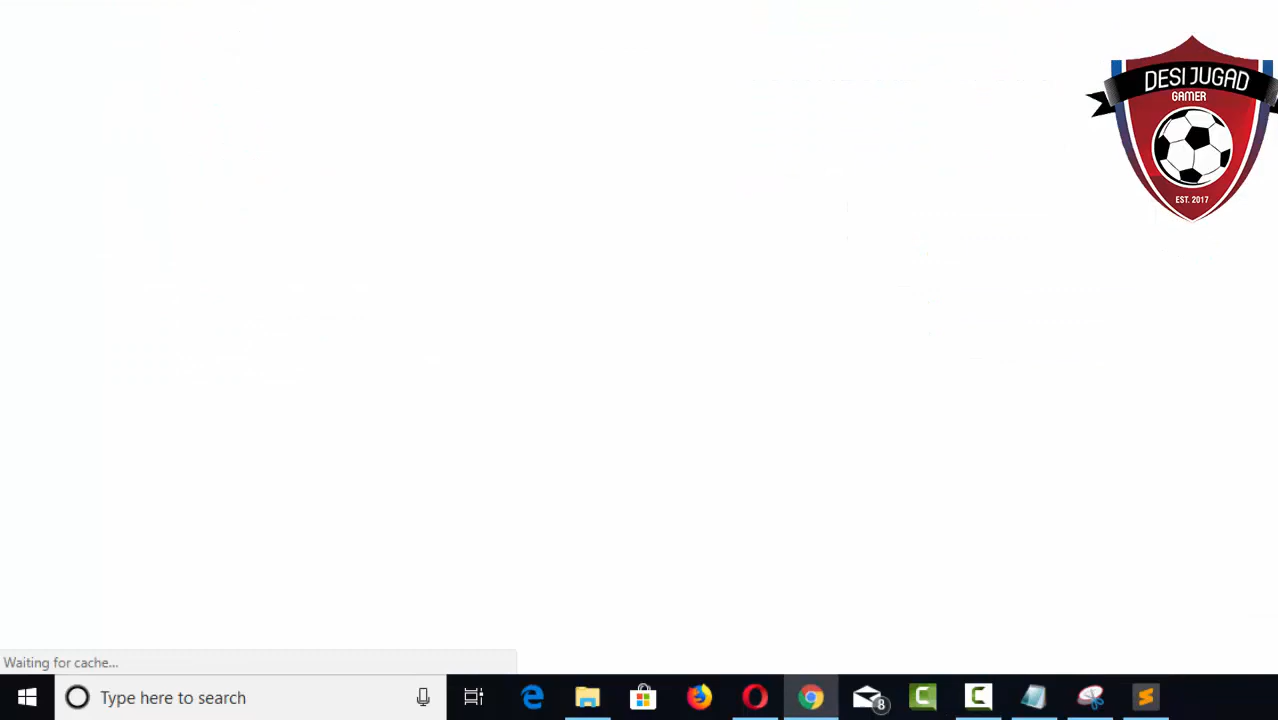 DESI JUGAD
GAMER
EST. 2017
Waiting for cache...
Type here to search
8